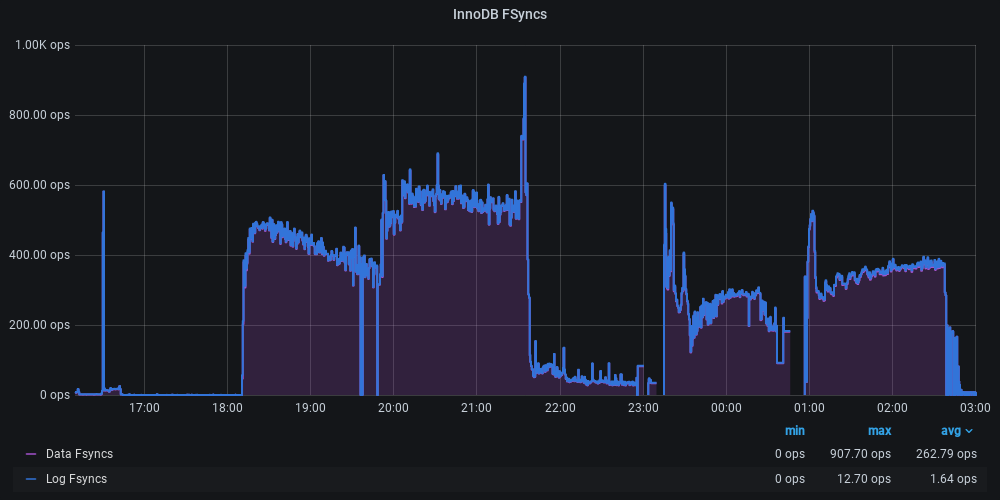 InnoDB FSyncs
1.00K ops
800.00 ops
600.00 ops
400.00 ops
200.00 ops
0 ops
17:00 18:00 19:00 20:00 21:00 22:00 23:00 00:00 01:00 02:00 03:00
min max avg
Data Fsyncs 0 ops 907.70 ops 262.79 ops
Log Fsyncs 0 ops 12.70 ops 1.64 ops